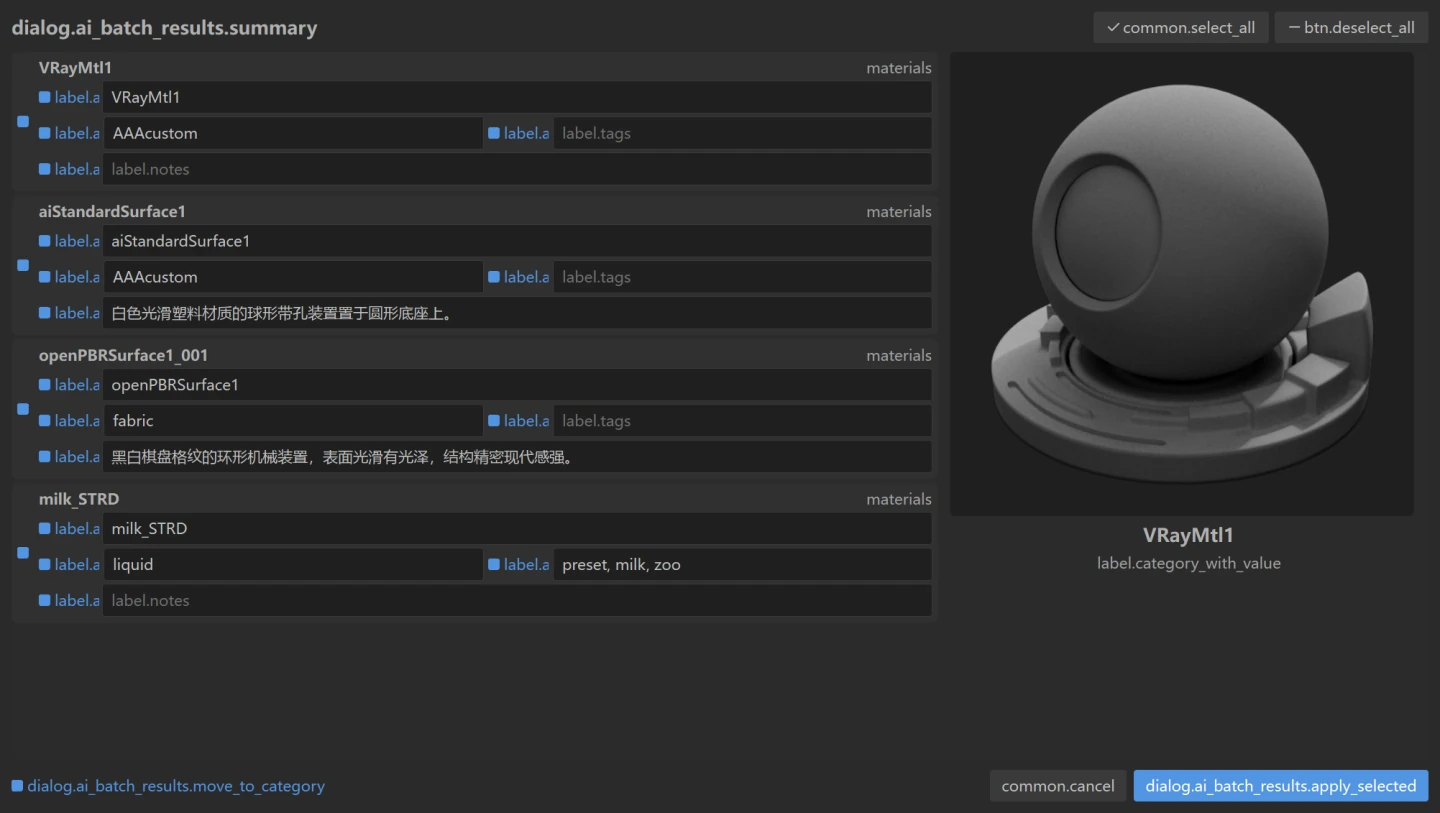 dialog.ai_batch_results.summary
common.select_all
btn.deselect_all
VRayMtl1 materials
label.a VRayMtl1
label.a AAAcustom label.a label.tags
label.a label.notes
aiStandardSurface1 materials
label.a aiStandardSurface1
label.a AAAcustom label.a label.tags
label.a 白色光滑塑料材质的球形带孔装置置于圆形底座上。
openPBRSurface1_001 materials
label.a openPBRSurface1
label.a fabric label.a label.tags
label.a 黑白棋盘格纹的环形机械装置，表面光滑有光泽，结构精密现代感强。
milk_STRD materials
label.a milk_STRD
label.a liquid label.a preset, milk, zoo
label.a label.notes
VRayMtl1
label.category_with_value
dialog.ai_batch_results.move_to_category
common.cancel
dialog.ai_batch_results.apply_selected